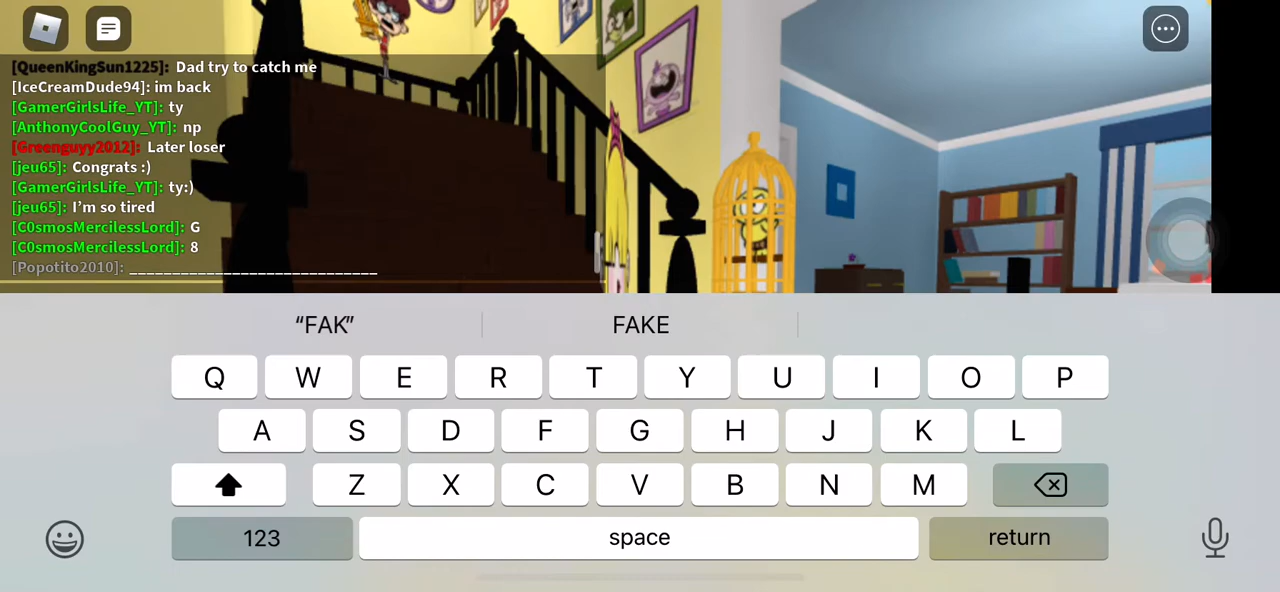 [QueenKingSun1225]: Dad try to catch me
[IceCreamDude94]: im back
[GamerGirlsLife_YT]: ty
[AnthonyCoolGuy_YT]: np
[Greenguyy2012]: Later loser
[jeu65]: Congrats :)
[GamerGirlsLife_YT]: ty:)
[jeu65]: I'm so tired
[C0smosMercilessLord]: G
[C0smosMercilessLord]: 8
[Popotito2010]: _____________________________
“FAK” FAKE
Q W E R T Y U I O P
A S D F G H J K L
Z X C V B N M
123 space return